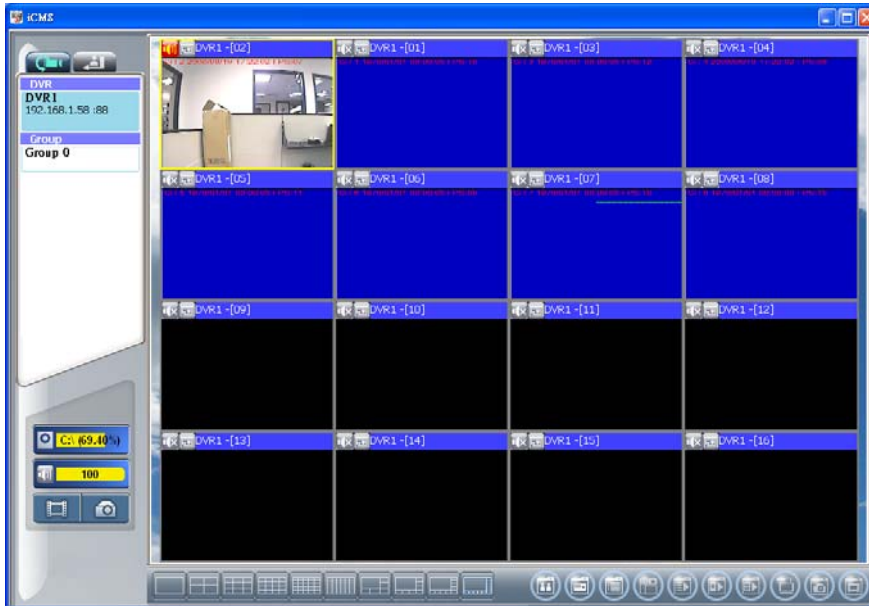 iCMS
DVR
DVR1
192.168.1.58 :88
Group
Group 0
C:\ (69.40%)
100
DVR1 -[02]
DVR1 -[01]
DVR1 -[03]
DVR1 -[04]
DVR1 -[05]
DVR1 -[06]
DVR1 -[07]
DVR1 -[08]
DVR1 -[09]
DVR1 -[10]
DVR1 -[11]
DVR1 -[12]
DVR1 -[13]
DVR1 -[14]
DVR1 -[15]
DVR1 -[16]